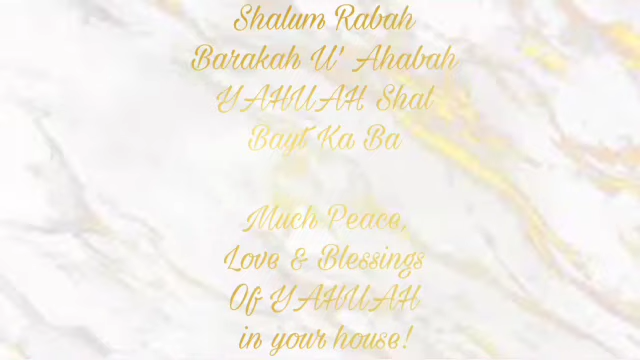 Shalum Rabah
Barakah U' Ahabah
YAHUAH Shal
Bayt Ka Ba
Much Peace,
Love & Blessings
Of YAHUAH
in your house!